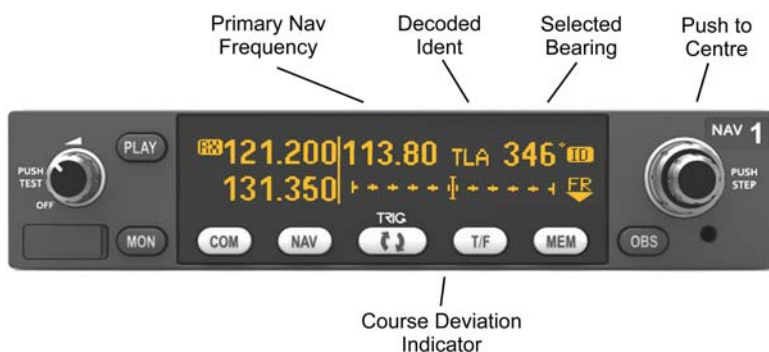 Primary Nav Frequency
Decoded Ident
Selected Bearing
Push to Centre
NAV 1
PLAY
PUSH TEST
OFF
RX 121.200 113.80 TLA 346° ID
131.350 FR
PUSH STEP
TRIG
MON
COM
NAV
T/F
MEM
OBS
Course Deviation Indicator